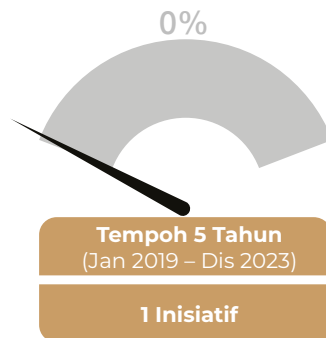 0%
Tempoh 5 Tahun
(Jan 2019 – Dis 2023)
1 Inisiatif